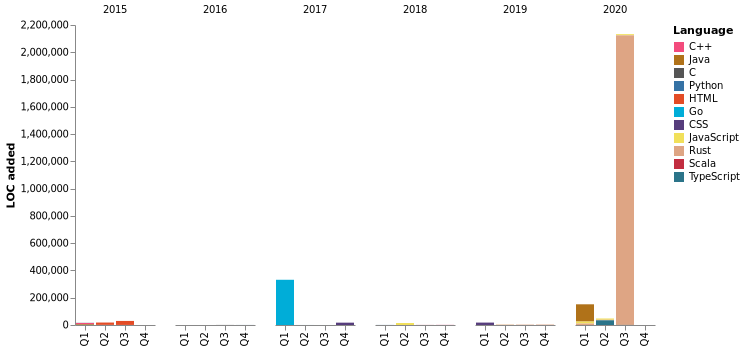 2015 2016 2017 2018 2019 2020
LOC added
2,200,000
2,000,000
1,800,000
1,600,000
1,400,000
1,200,000
1,000,000
800,000
600,000
400,000
200,000
0
Q1 Q2 Q3 Q4 Q1 Q2 Q3 Q4 Q1 Q2 Q3 Q4 Q1 Q2 Q3 Q4 Q1 Q2 Q3 Q4 Q1 Q2 Q3 Q4
Language
C++
Java
C
Python
HTML
Go
CSS
JavaScript
Rust
Scala
TypeScript